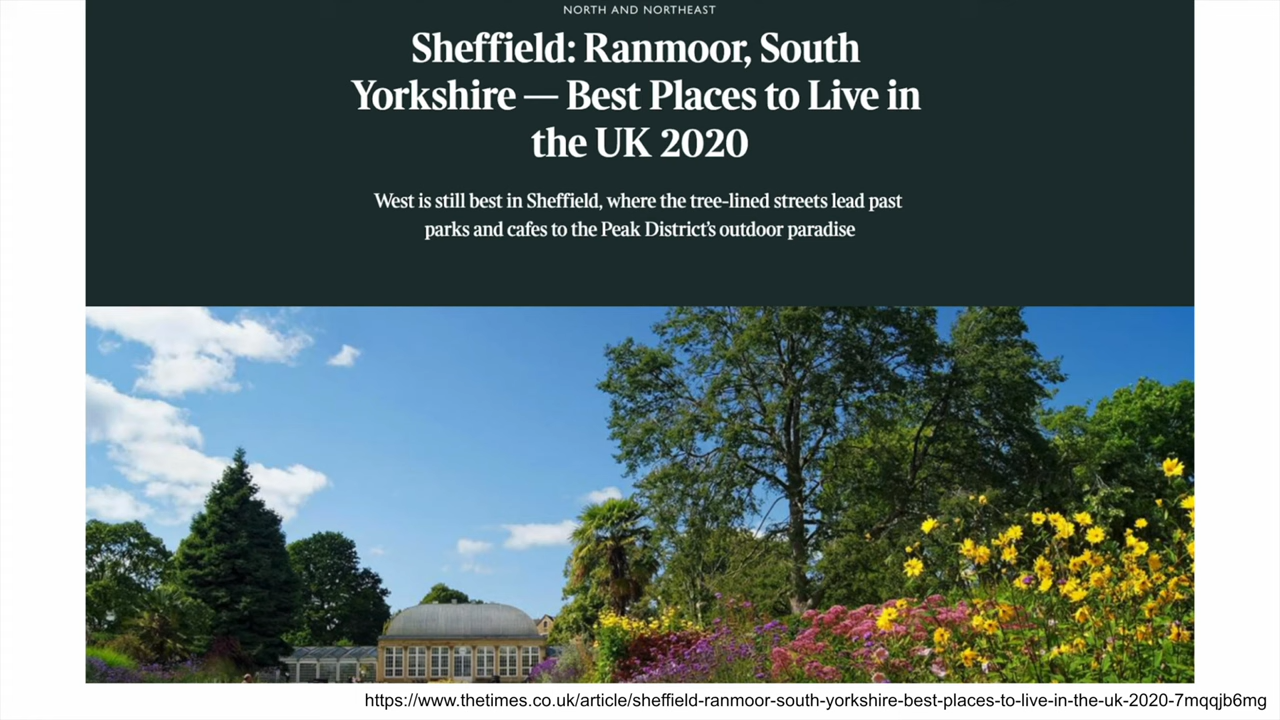 NORTH AND NORTHEAST
Sheffield: Ranmoor, South
Yorkshire — Best Places to Live in
the UK 2020
West is still best in Sheffield, where the tree-lined streets lead past
parks and cafes to the Peak District’s outdoor paradise
https://www.thetimes.co.uk/article/sheffield-ranmoor-south-yorkshire-best-places-to-live-in-the-uk-2020-7mqqjb6mg